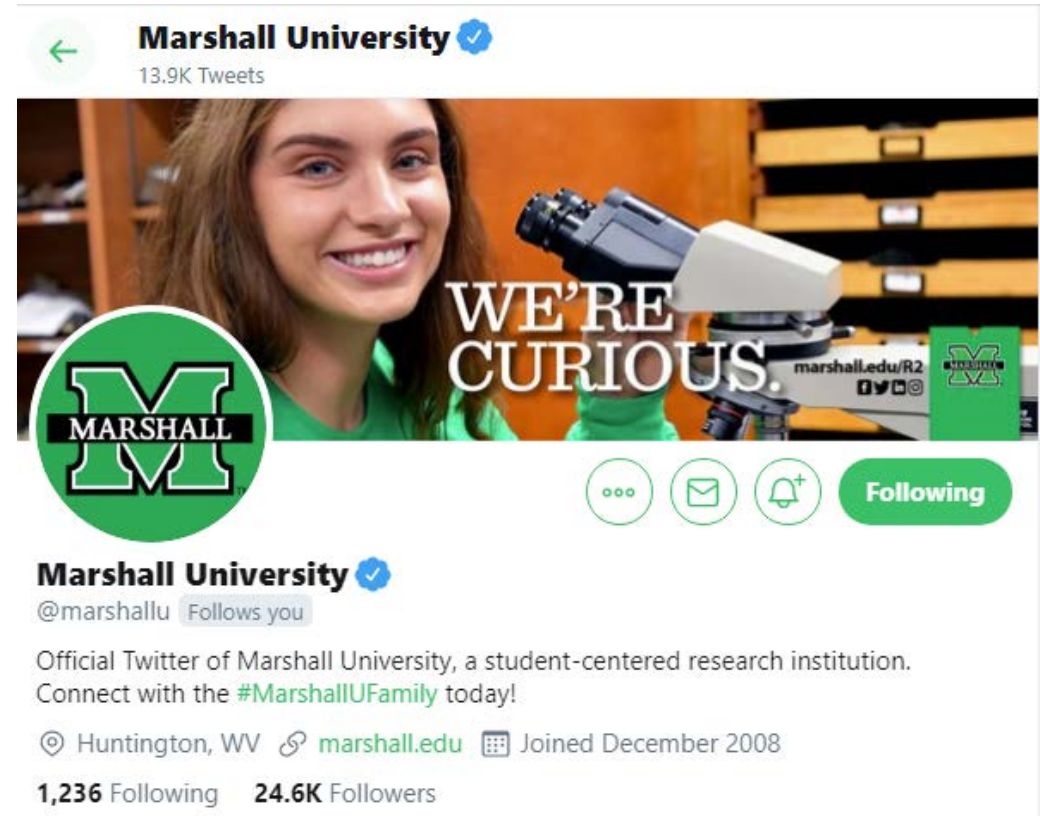 Marshall University
13.9K Tweets
WE'RE
CURIOUS.
marshall.edu/R2
MARSHALL
MARSHALL
Following
Marshall University
@marshallu Follows you
Official Twitter of Marshall University, a student-centered research institution.
Connect with the #MarshallUFamily today!
Huntington, WV marshall.edu Joined December 2008
1,236 Following 24.6K Followers